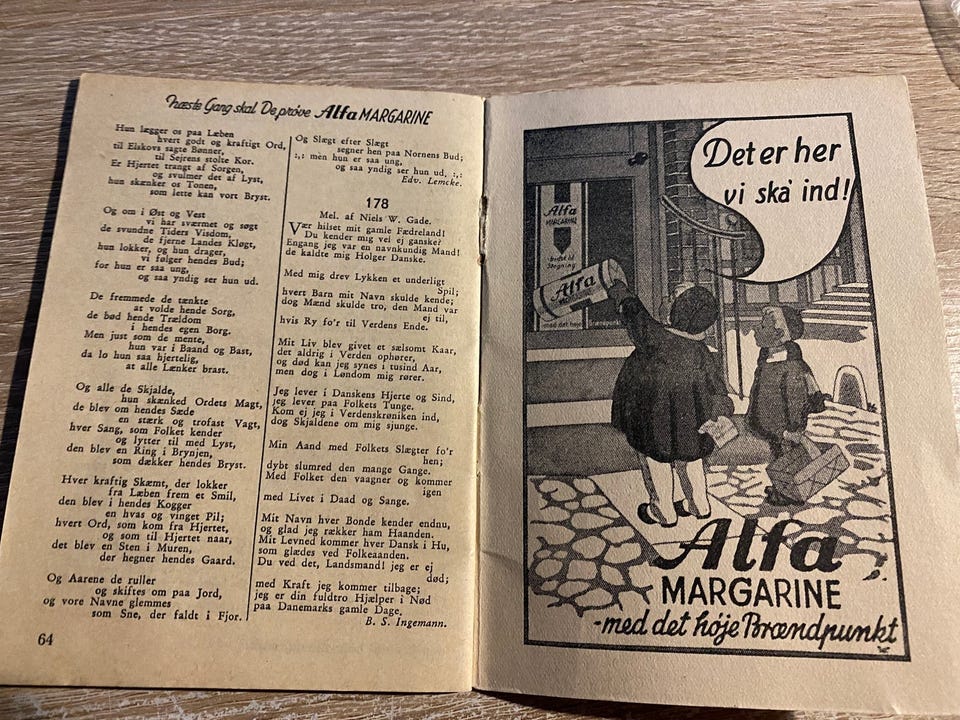 Næste Gang skal De prøve Alfa MARGARINE
Hun lægger os paa Læben
hvert godt og kraftigt Ord,
til Elskovs sagte Bønner,
til Sejrens stolte Kor.
Er Hjertet trangt af Sorgen,
og svulmer det af Lyst,
hun skænker os Tonen,
som lette kan vort Bryst.
Og om i Øst og Vest
vi har sværmet og søgt
de svundne Tiders Visdom,
de fjerne Landes Kløgt,
hun lokker, og hun drager,
vi følger hendes Bud;
for hun er saa ung,
og saa yndig ser hun ud.
De fremmede de tænkte
at volde hende Sorg,
de bød hende Trældom
i hendes egen Borg.
Men just som de mente,
hun var i Baand og Bast,
da lo hun saa hjertelig,
at alle Lænker brast.
Og alle de Skjalde,
hun skænked Ordets Magt,
de blev om hendes Sæde
en stærk og trofast Vagt,
hver Sang, som Folket kender
og lytter til med Lyst,
den blev en Ring i Brynjen,
som dækker hendes Bryst.
Hver kraftig Skæmt, der lokker
fra Læben frem et Smil,
den blev i hendes Kogger
en hvas og vinget Pil;
hvert Ord, som kom fra Hjertet,
og som til Hjertet naar,
det blev en Sten i Muren,
der hegner hendes Gaard.
Og Aarene de ruller
og skiftes om paa Jord,
og vore Navne glemmes
som Sne, der faldt i Fjor.
64
Og Slægt efter Slægt
segner hen paa Nornens Bud;
:,: men hun er saa ung,
og saa yndig ser hun ud. :,:
Edv. Lemcke.
178
Mel. af Niels W. Gade.
Vær hilset mit gamle Fædreland!
Du kender mig vel ej ganske?
Engang jeg var en navnkundig Mand!
de kaldte mig Holger Danske.
Med mig drev Lykken et underligt
Spil;
hvert Barn mit Navn skulde kende;
dog Mænd skulde tro, den Mand var
ej til,
hvis Ry fo'r til Verdens Ende.
Mit Liv blev givet et sælsomt Kaar,
det aldrig i Verden ophører,
og død kan jeg synes i tusind Aar,
men dog i Løndom mig rører.
Jeg lever i Danskens Hjerte og Sind,
jeg lever paa Folkets Tunge.
Kom ej jeg i Verdenskrøniken ind,
dog Skjaldene om mig sjunge.
Min Aand med Folkets Slægter fo'r
hen;
dybt slumred den mange Gange.
Med Folket den vaagner og kommer
igen
med Livet i Daad og Sange.
Mit Navn hver Bonde kender endnu,
og glad jeg rækker ham Haanden.
Mit Levned kommer hver Dansk i Hu,
som glædes ved Folkeaanden.
Du ved det, Landsmand! jeg er ej
død;
med Kraft jeg kommer tilbage;
jeg er din fuldtro Hjælper i Nød
paa Danemarks gamle Dage.
B. S. Ingemann.
Det er her
vi ska' ind!
Alfa
MARGARINE
bedst til
Stegning
Alfa
MARGARINE
med det høje Brændpunkt
Alfa
MARGARINE
-med det høje Brændpunkt